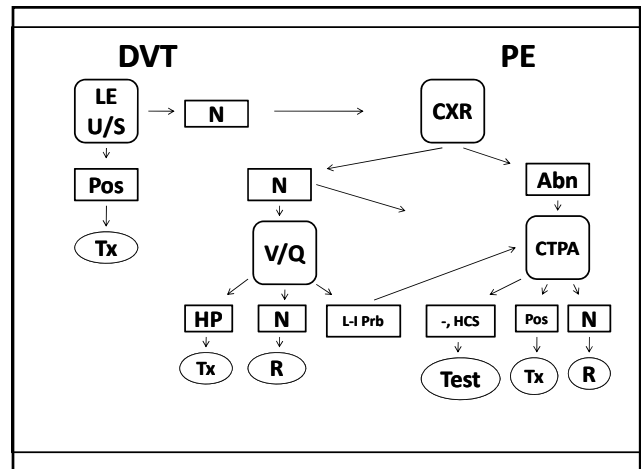 DVT
PE
LE
U/S
N
CXR
Pos
N
Abn
Tx
V/Q
CTPA
HP
N
L-I Prb
-, HCS
Pos
N
Tx
R
Test
Tx
R